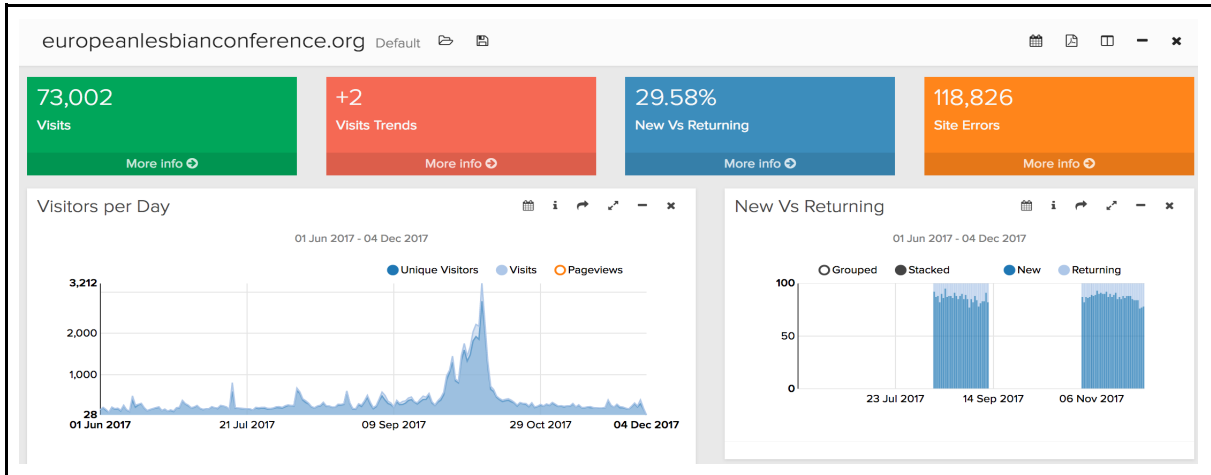 europeanlesbianconference.org Default
73,002
Visits
More info
+2
Visits Trends
More Info
29.58%
New Vs Returning
More info
118,826
Site Errors
More info
Visitors per Day
01 Jun 2017 - 04 Dec 2017
Unique Visitors Visits Pageviews
3,212
2,000
1,000
28
01 Jun 2017 21 Jul 2017 09 Sep 2017 29 Oct 2017 04 Dec 2017
New Vs Returning
01 Jun 2017 - 04 Dec 2017
Grouped Stacked New Returning
100
50
0
23 Jul 2017 14 Sep 2017 06 Nov 2017